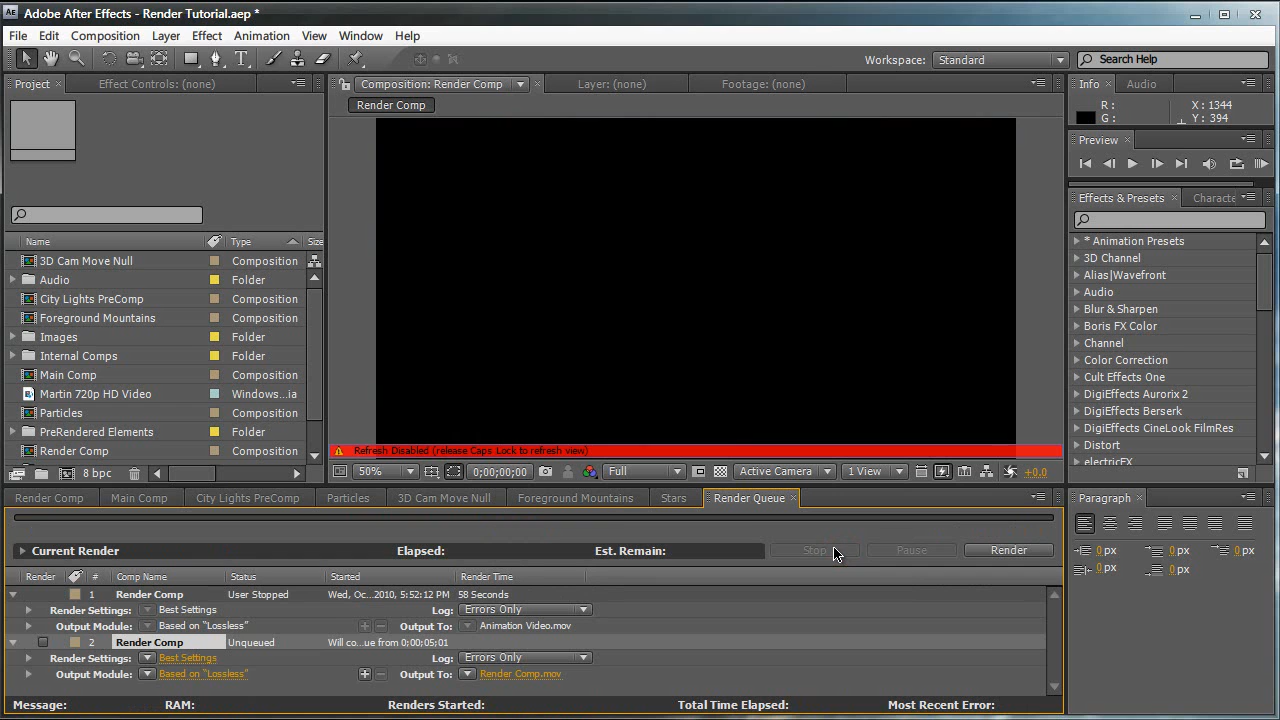 Adobe After Effects - Render Tutorial.aep *
File Edit Composition Layer Effect Animation View Window Help
Workspace: Standard Search Help
Project Effect Controls: (none) Composition: Render Comp Layer: (none) Footage: (none) Info Audio
Render Comp
R: X: 1344
G: Y: 394
Preview
Effects & Presets Characte
Name Type Size
3D Cam Move Null Composition
Audio Folder
City Lights PreComp Composition
Foreground Mountains Composition
Images Folder
Internal Comps Folder
Main Comp Composition
Martin 720p HD Video Windows...ia
Particles Composition
PreRendered Elements Folder
Render Comp Composition
8 bpc
* Animation Presets
3D Channel
Alias|Wavefront
Audio
Blur & Sharpen
Boris FX Color
Channel
Color Correction
Cult Effects One
DigiEffects Aurorix 2
DigiEffects Berserk
DigiEffects CineLook FilmRes
Distort
electricFX
Refresh Disabled (release Caps Lock to refresh view)
50% 0;00;00;00 Full Active Camera 1 View +0.0
Render Comp Main Comp City Lights PreComp Particles 3D Cam Move Null Foreground Mountains Stars Render Queue
Paragraph
0 px 0 px 0 px
0 px 0 px
Current Render Elapsed: Est. Remain: Stop Pause Render
Render # Comp Name Status Started Render Time
1 Render Comp User Stopped Wed, Oc...2010, 5:52:12 PM 58 Seconds
Render Settings: Best Settings Log: Errors Only
Output Module: Based on "Lossless" Output To: Animation Video.mov
2 Render Comp Unqueued Will co...ue from 0;00;05;01
Render Settings: Best Settings Log: Errors Only
Output Module: Based on "Lossless" Output To: Render Comp.mov
Message: RAM: Renders Started: Total Time Elapsed: Most Recent Error: